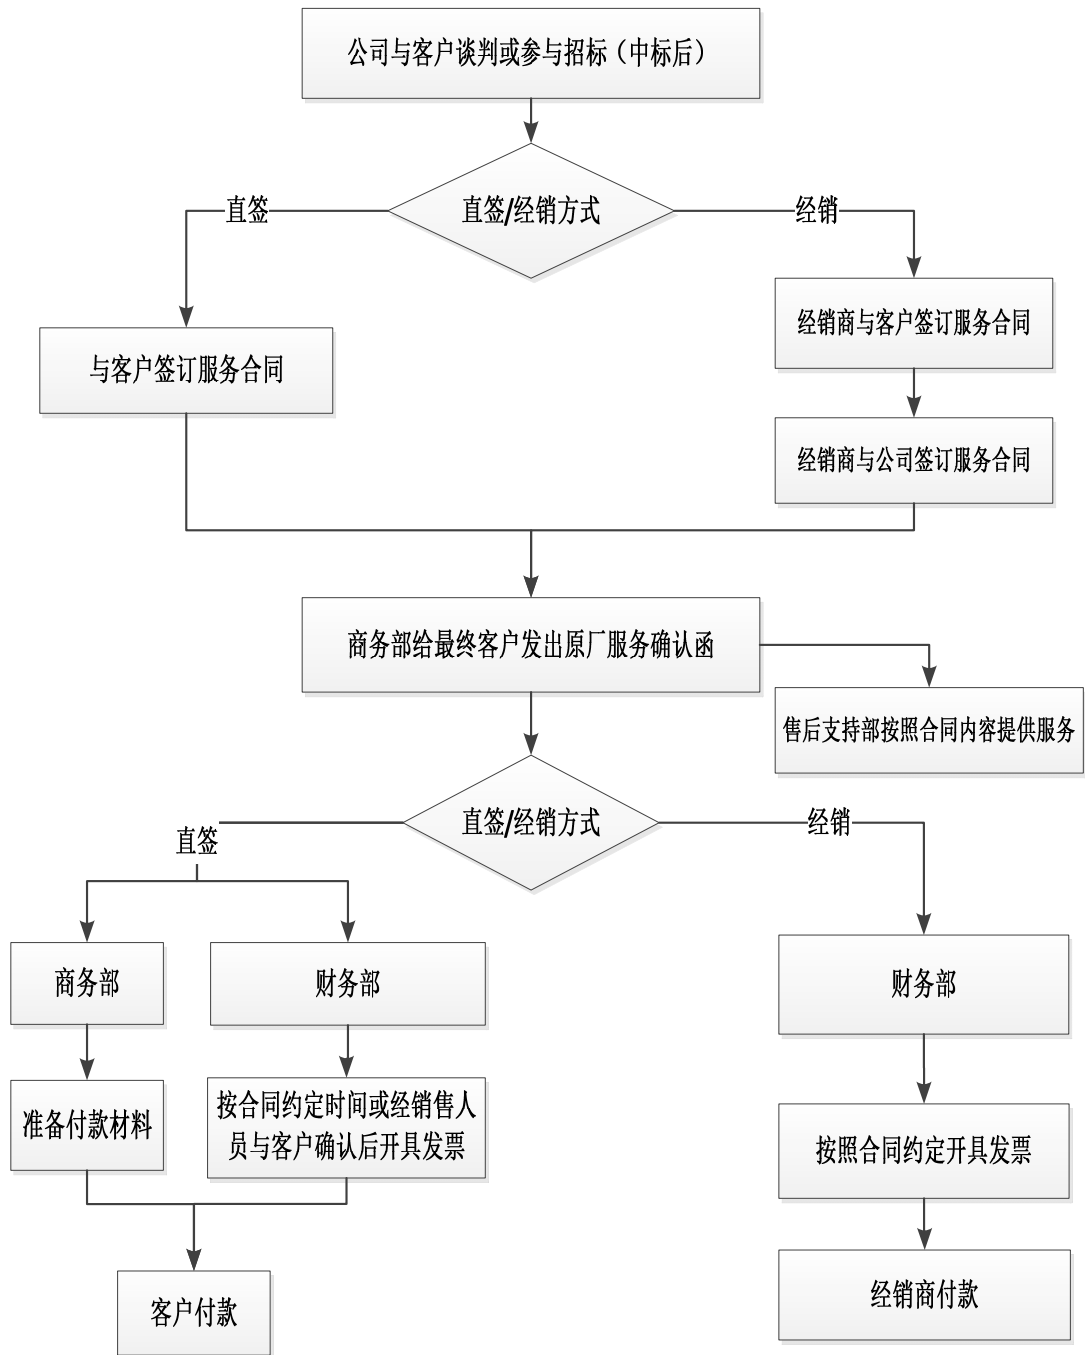 公司与客户谈判或参与招标（中标后）
直签/经销方式
直签
经销
与客户签订服务合同
经销商与客户签订服务合同
经销商与公司签订服务合同
商务部给最终客户发出原厂服务确认函
售后支持部按照合同内容提供服务
直签/经销方式
直签
经销
商务部
财务部
财务部
准备付款材料
按合同约定时间或经销售人
员与客户确认后开具发票
按照合同约定开具发票
客户付款
经销商付款